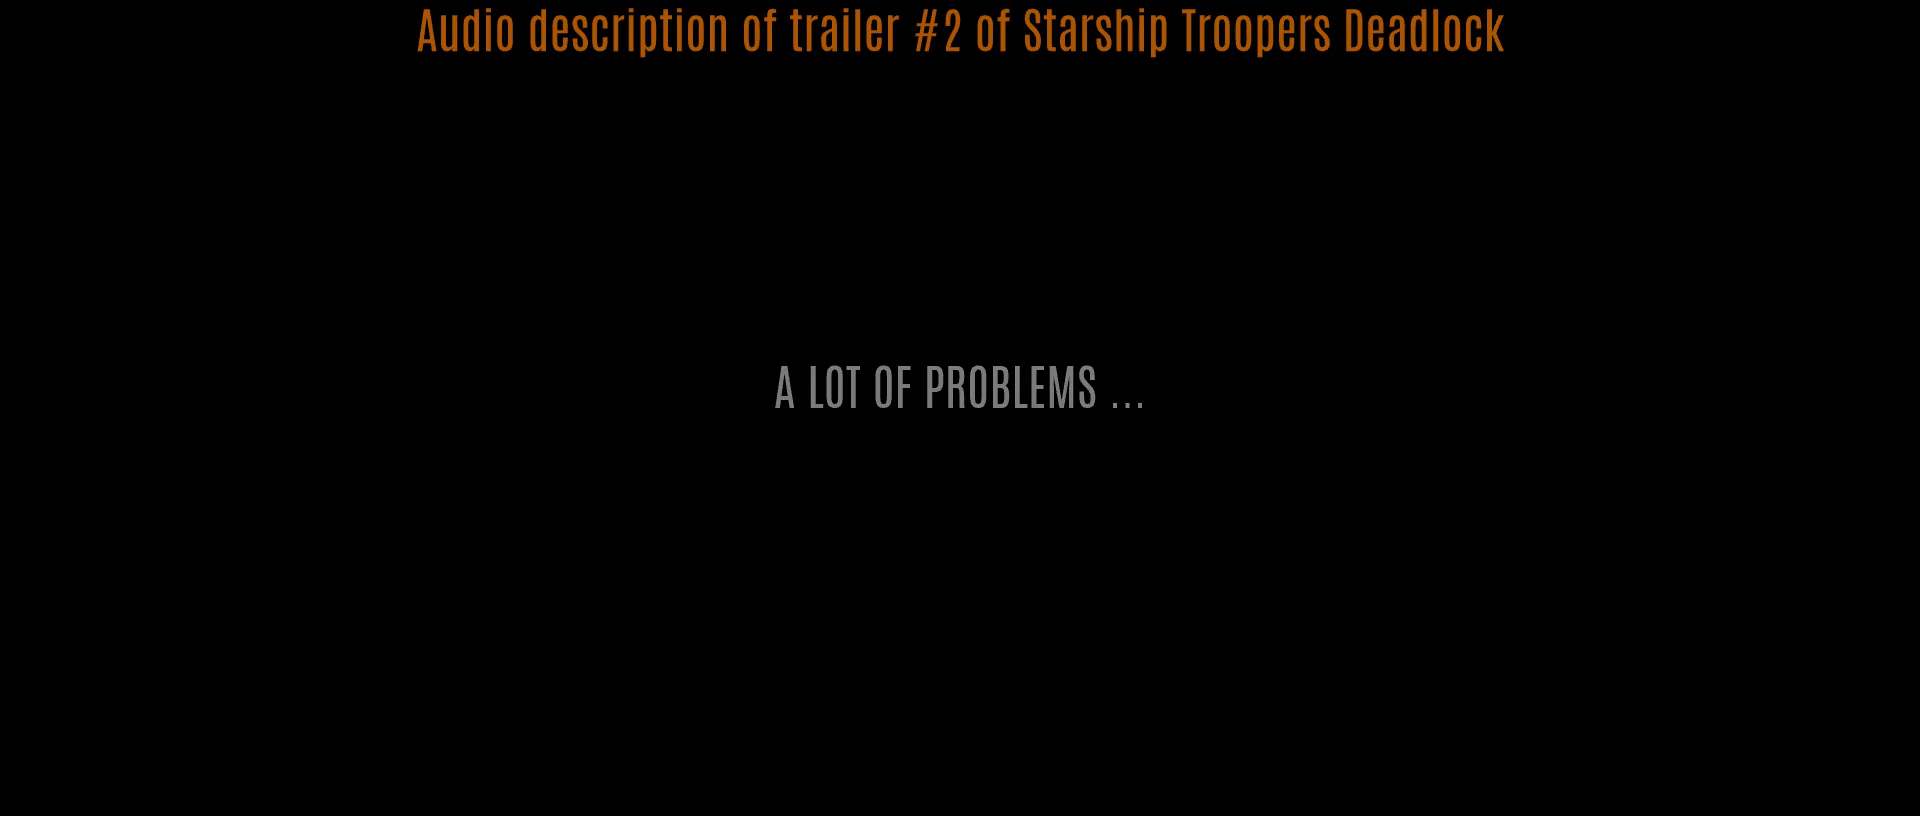 Audio description of trailer #2 of Starship Troopers Deadlock
A LOT OF PROBLEMS ...